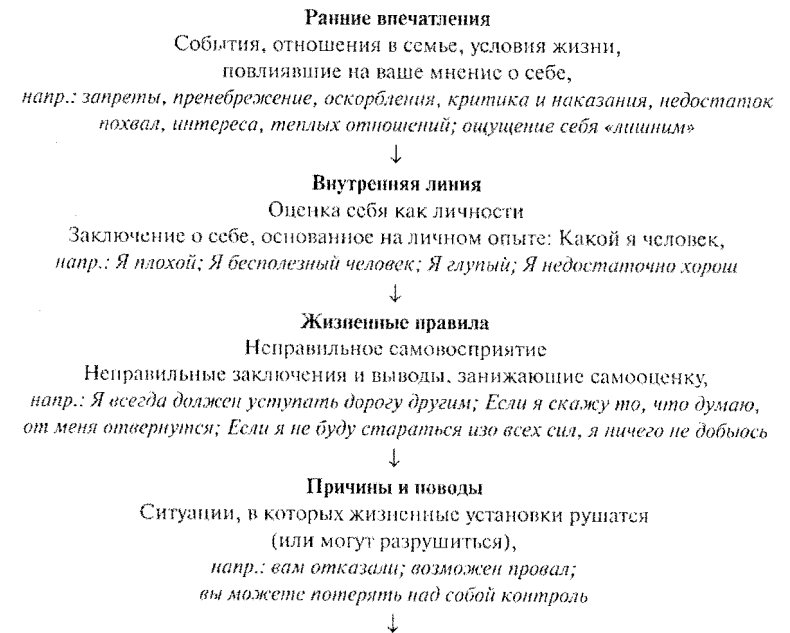 Ранние впечатления
События, отношения в семье, условия жизни,
повлиявшие на ваше мнение о себе,
напр.: запреты, пренебрежение, оскорбления, критика и наказания, недостаток
похвал, интереса, теплых отношений; ощущение себя «лишним»
↓
Внутренняя линия
Оценка себя как личности
Заключение о себе, основанное на личном опыте: Какой я человек,
напр.: Я плохой; Я бесполезный человек; Я глупый; Я недостаточно хорош
↓
Жизненные правила
Неправильное самовосприятие
Неправильные заключения и выводы, занижающие самооценку,
напр.: Я всегда должен уступать дорогу другим; Если я скажу то, что думаю,
от меня отвернутся; Если я не буду стараться изо всех сил, я ничего не добьюсь
↓
Причины и поводы
Ситуации, в которых жизненные установки рушатся
(или могут разрушиться),
напр.: вам отказали; возможен провал;
вы можете потерять над собой контроль
↓